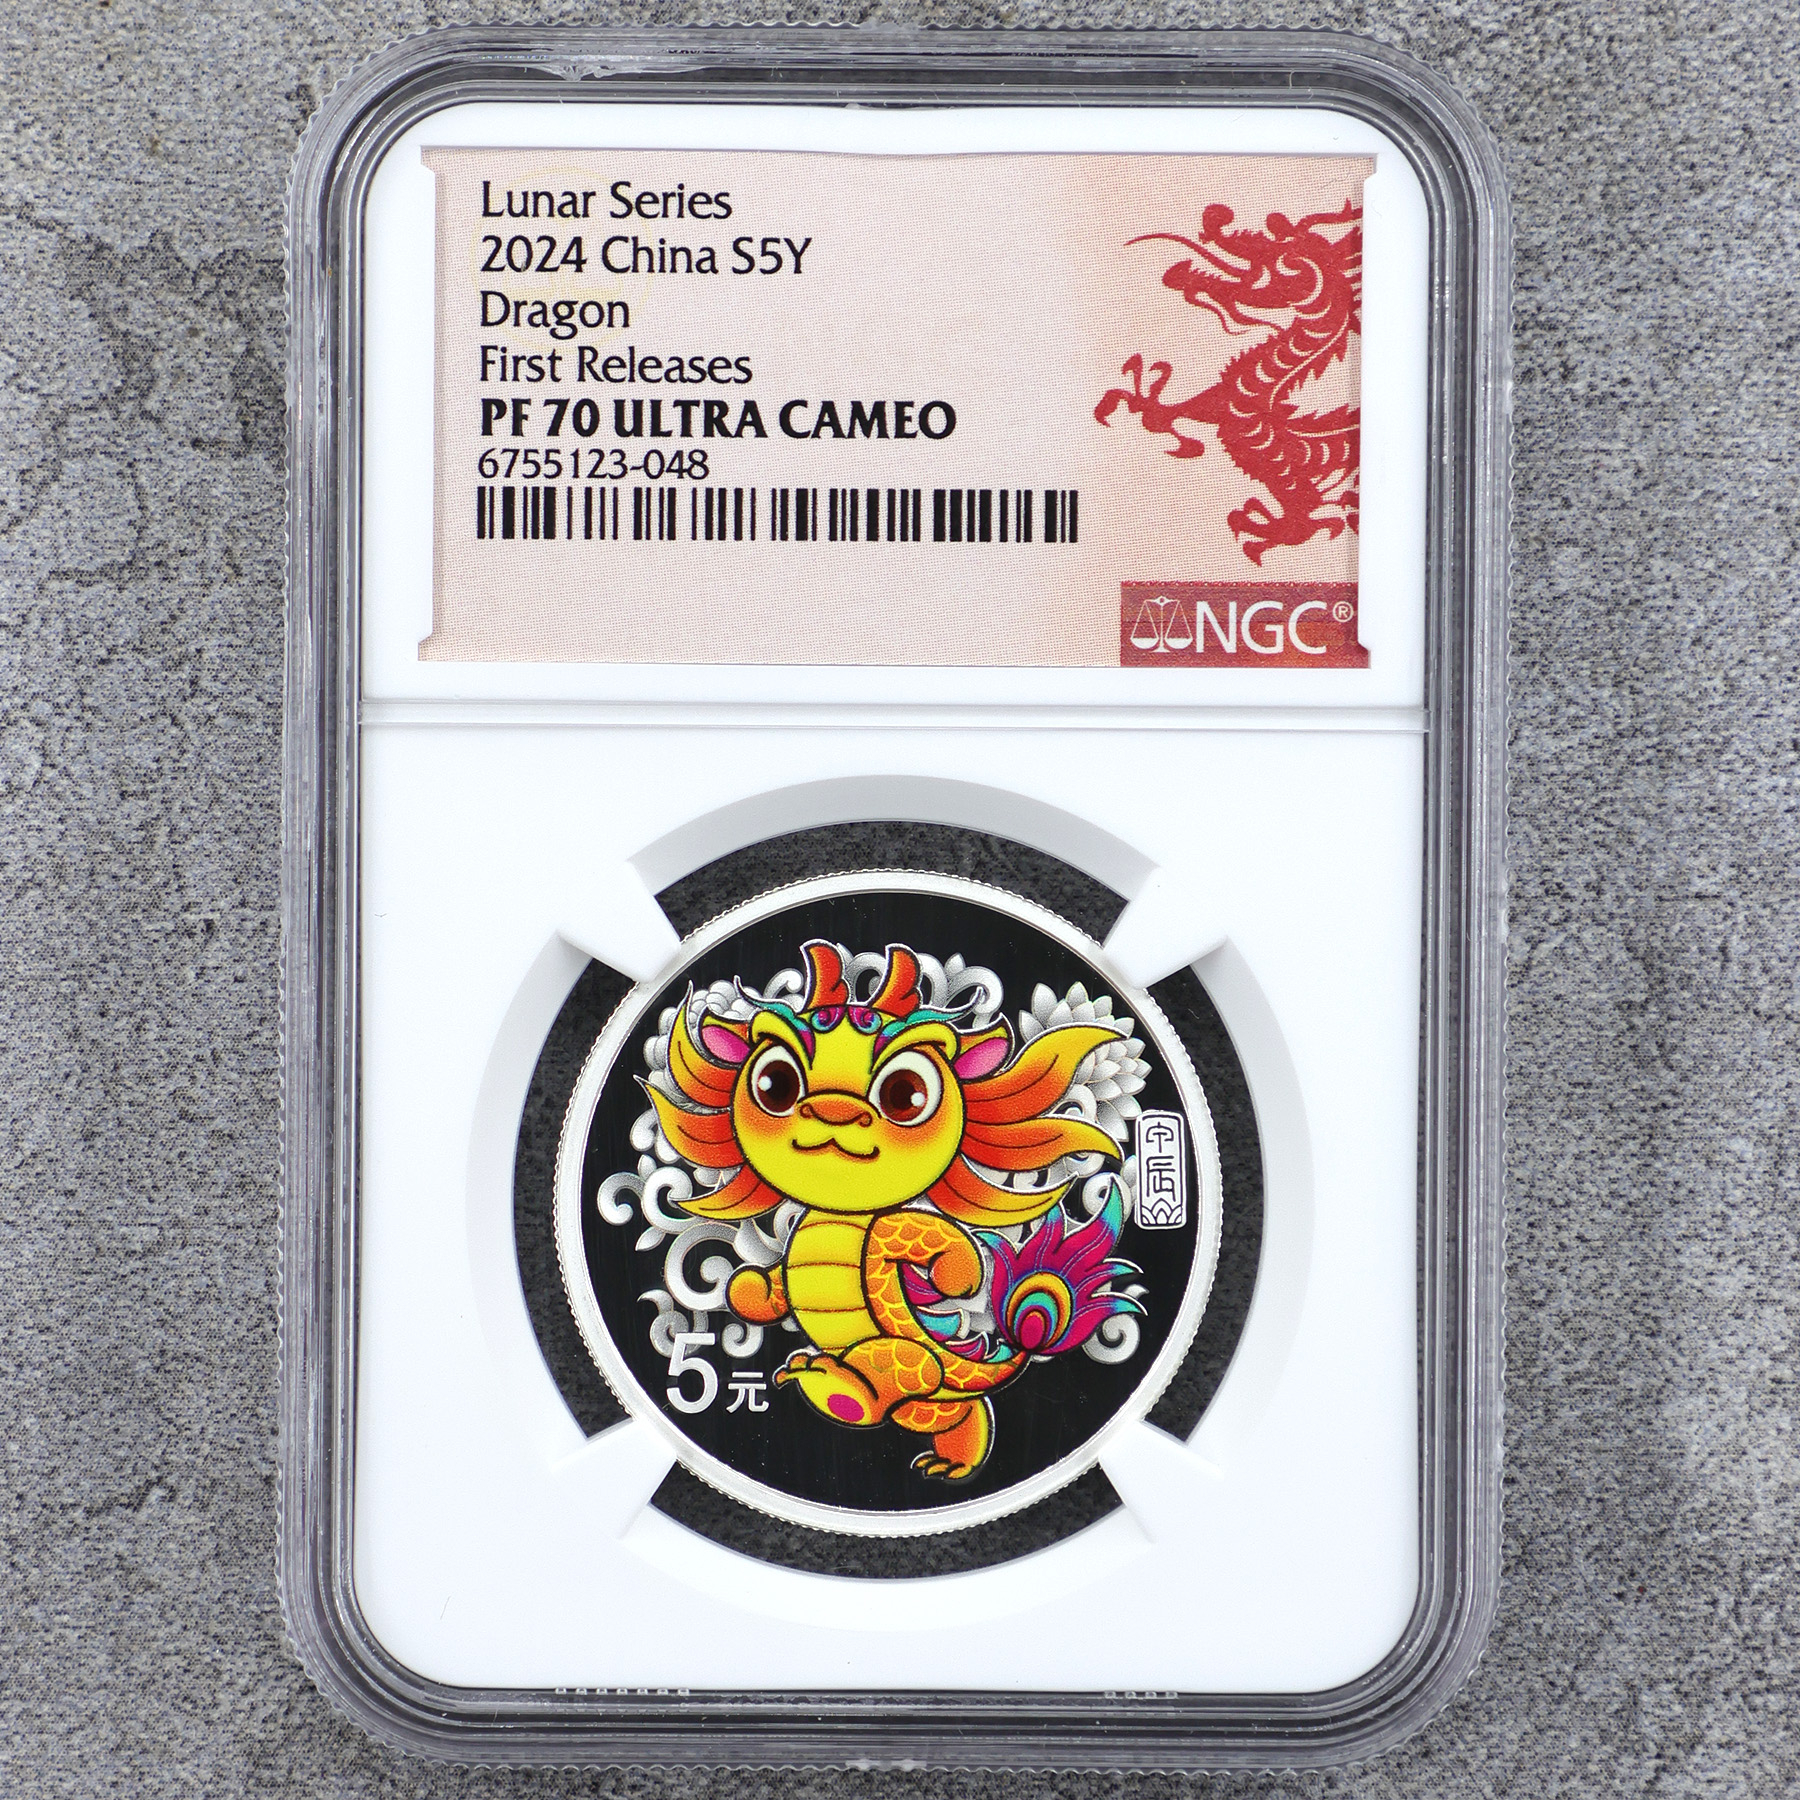 Lunar Series
2024 China S5Y
Dragon
First Releases
PF 70 ULTRA CAMEO
6755123-048
NGC®
5元